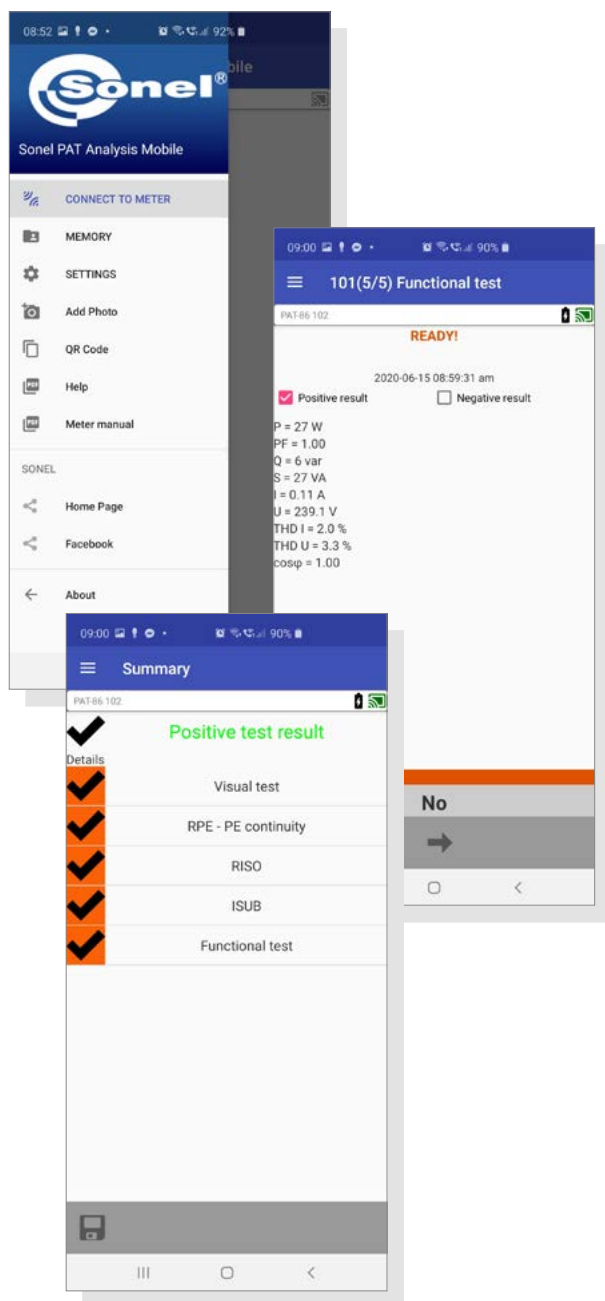 08:52 92%
bile
Sonel®
Sonel PAT Analysis Mobile
CONNECT TO METER
MEMORY
SETTINGS
Add Photo
QR Code
Help
Meter manual
SONEL
Home Page
Facebook
About
09:00 90%
101(5/5) Functional test
PAT-86 102
READY!
2020-06-15 08:59:31 am
Positive result Negative result
P = 27 W
PF = 1.00
Q = 6 var
S = 27 VA
I = 0.11 A
U = 239.1 V
THD I = 2.0 %
THD U = 3.3 %
cosφ = 1.00
No
09:00 90%
Summary
PAT-86 102
Positive test result
Details
Visual test
RPE - PE continuity
RISO
ISUB
Functional test